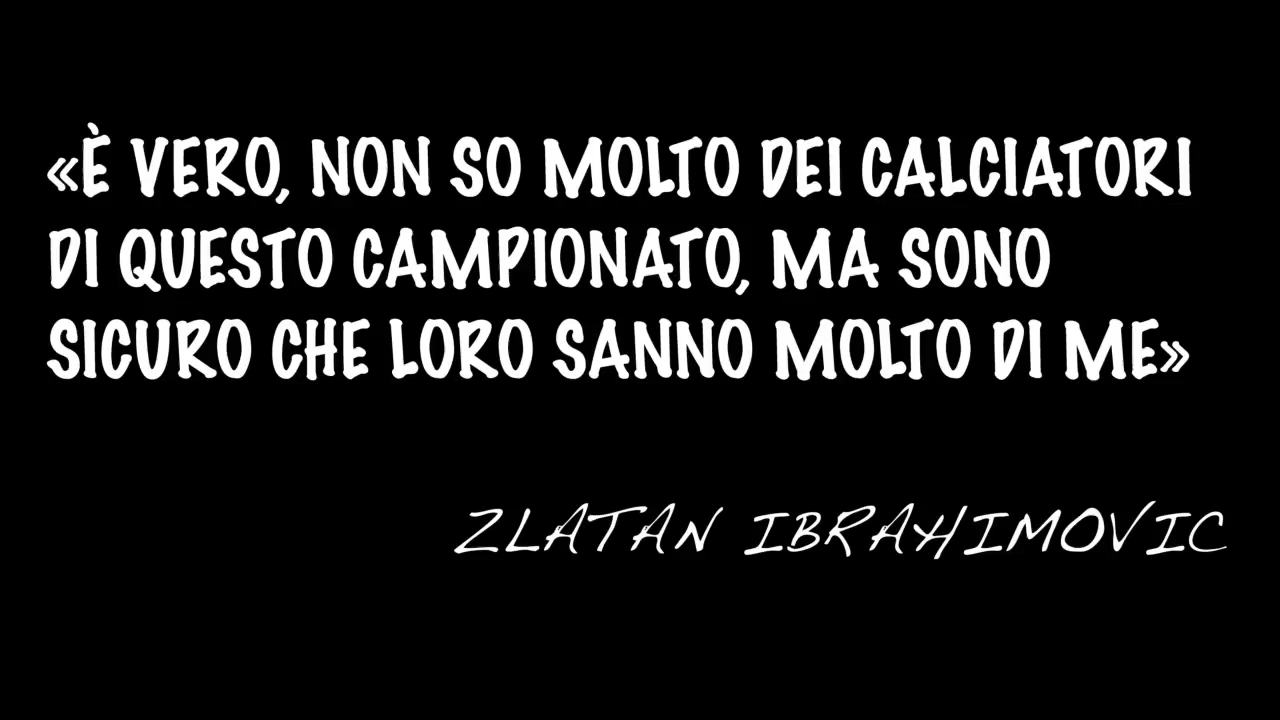 «È VERO, NON SO MOLTO DEI CALCIATORI
DI QUESTO CAMPIONATO, MA SONO
SICURO CHE LORO SANNO MOLTO DI ME»
ZLATAN IBRAHIMOVIC